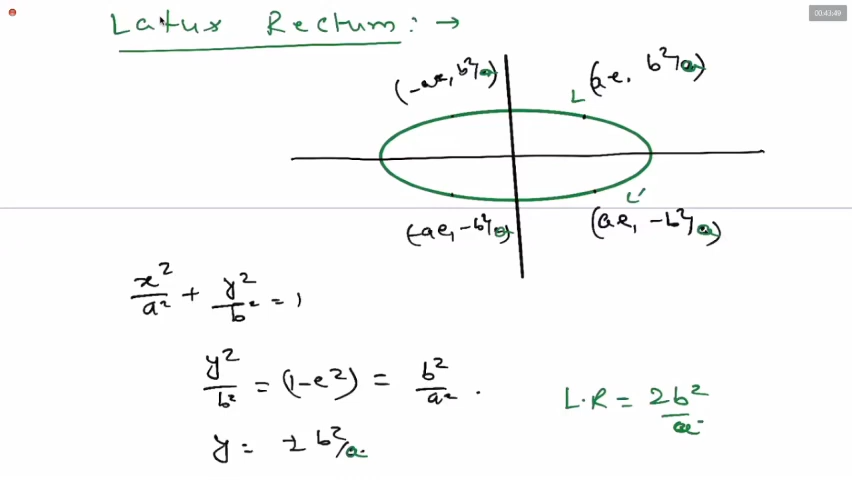 00:43:49
Latux Rectum: →
(-ae, b²/a)
L (ae, b²/a)
L'
(-ae, -b²/a)
(ae, -b²/a)
x²/a² + y²/b² = 1
y²/b² = (1-e²) = b²/a².
L.R = 2b²/a
y = ± b²/a.